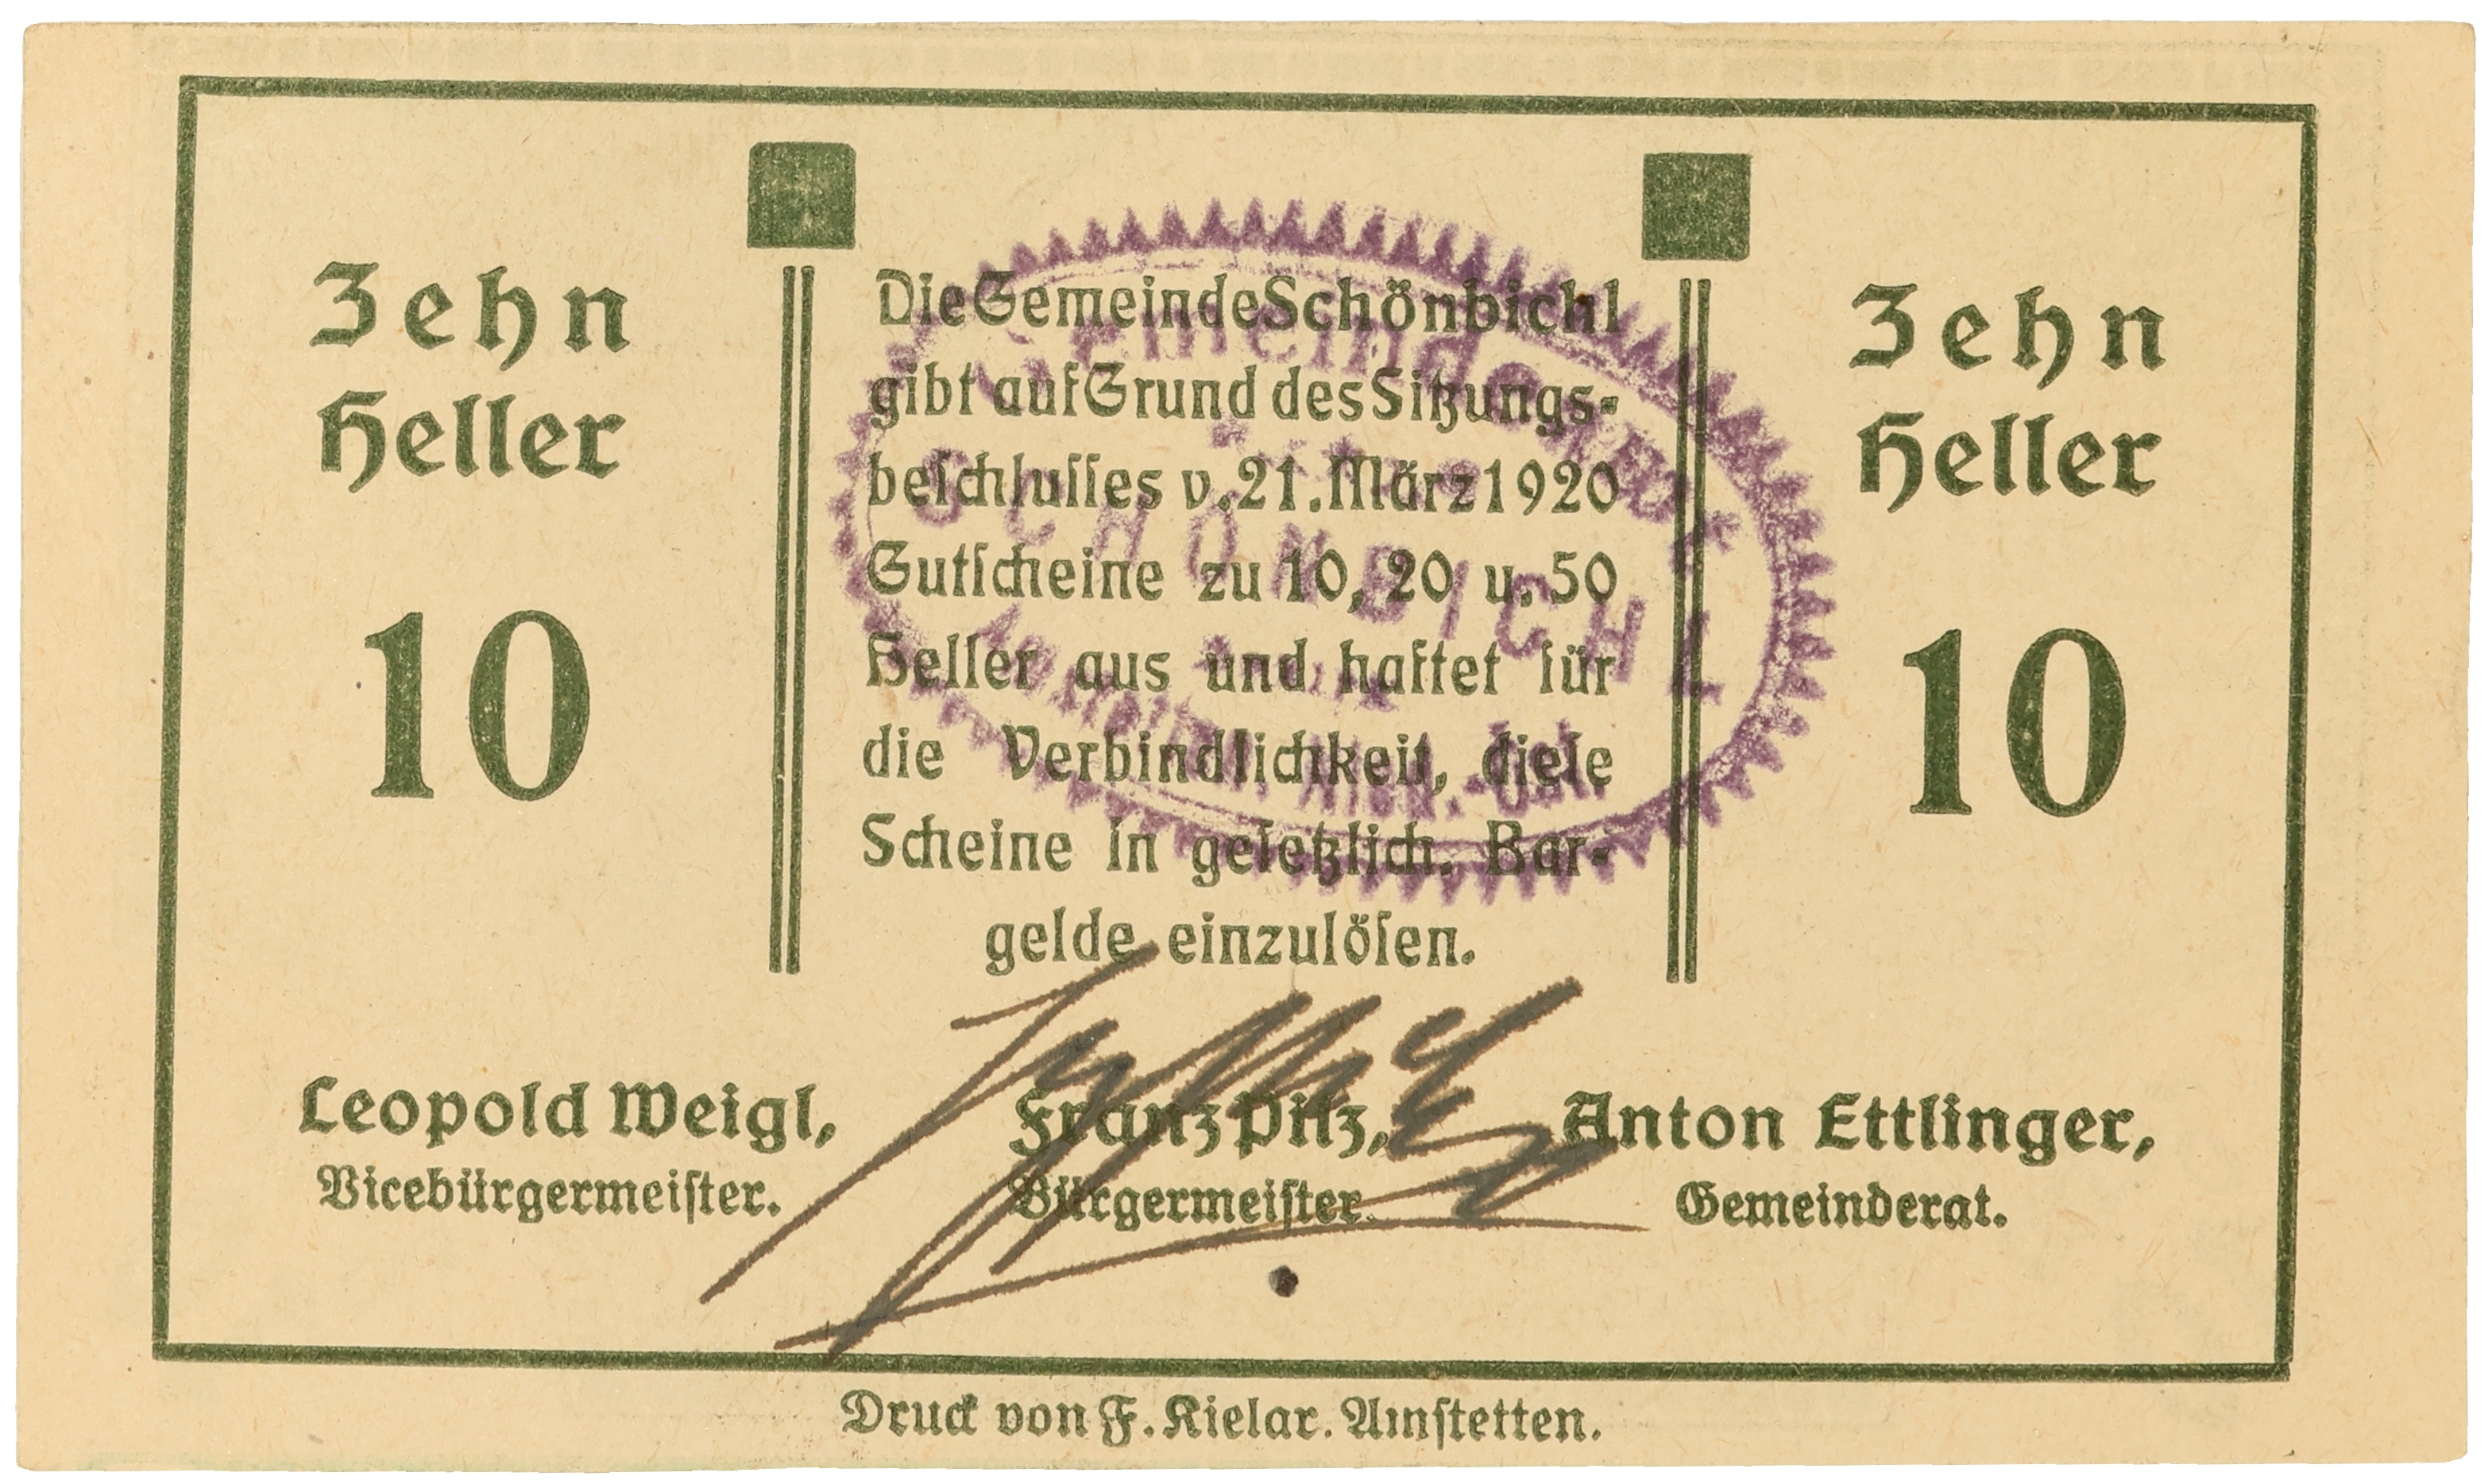 Zehn
Heller
10
Die Gemeinde Schönbichl
gibt auf Grund des Sitzungs-
beschlusses v. 21. März 1920
Gutscheine zu 10, 20 u. 50
Heller aus und haftet für
die Verbindlichkeit, diese
Scheine in gesetzlich. Bar-
gelde einzulösen.
Zehn
Heller
10
SCHÖNBICHL
Leopold Weigl,
Vicebürgermeister.
Franz Pilz,
Bürgermeister.
Anton Ettlinger,
Gemeinderat.
Druck von F. Kielar. Amstetten.